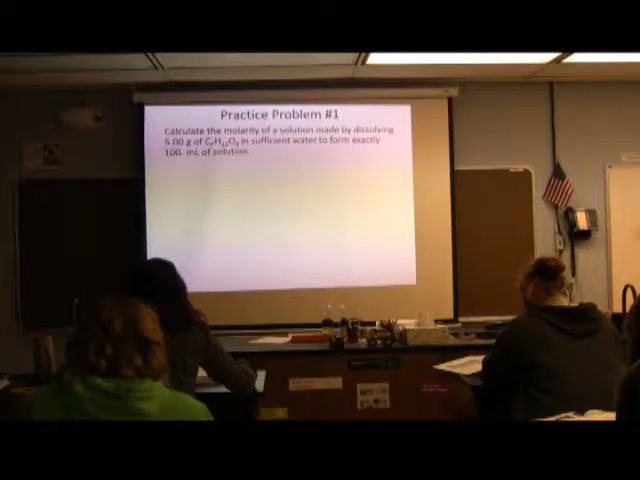 Practice Problem #1
Calculate the molarity of a solution made by dissolving
5.00 g of C₆H₁₂O₆ in sufficient water to form exactly
100. mL of solution.